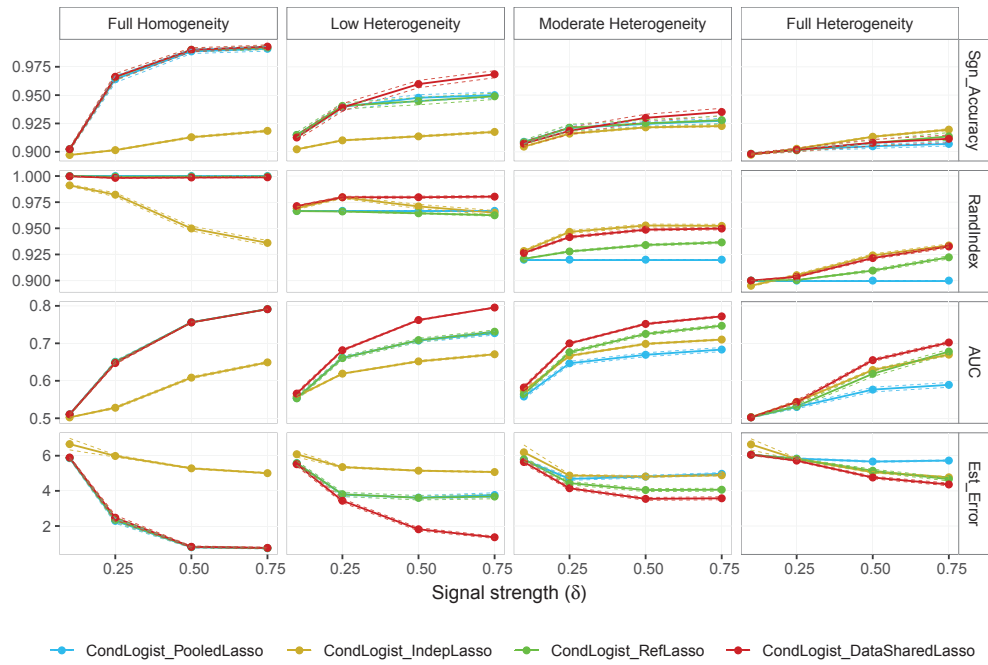 Full Homogeneity Low Heterogeneity Moderate Heterogeneity Full Heterogeneity
0.975
0.950
0.925
0.900
Sgn_Accuracy
1.000
0.975
0.950
0.925
0.900
RandIndex
0.8
0.7
0.6
0.5
AUC
6
4
2
Est_Error
0.25 0.50 0.75 0.25 0.50 0.75 0.25 0.50 0.75 0.25 0.50 0.75
Signal strength (δ)
CondLogist_PooledLasso CondLogist_IndepLasso CondLogist_RefLasso CondLogist_DataSharedLasso